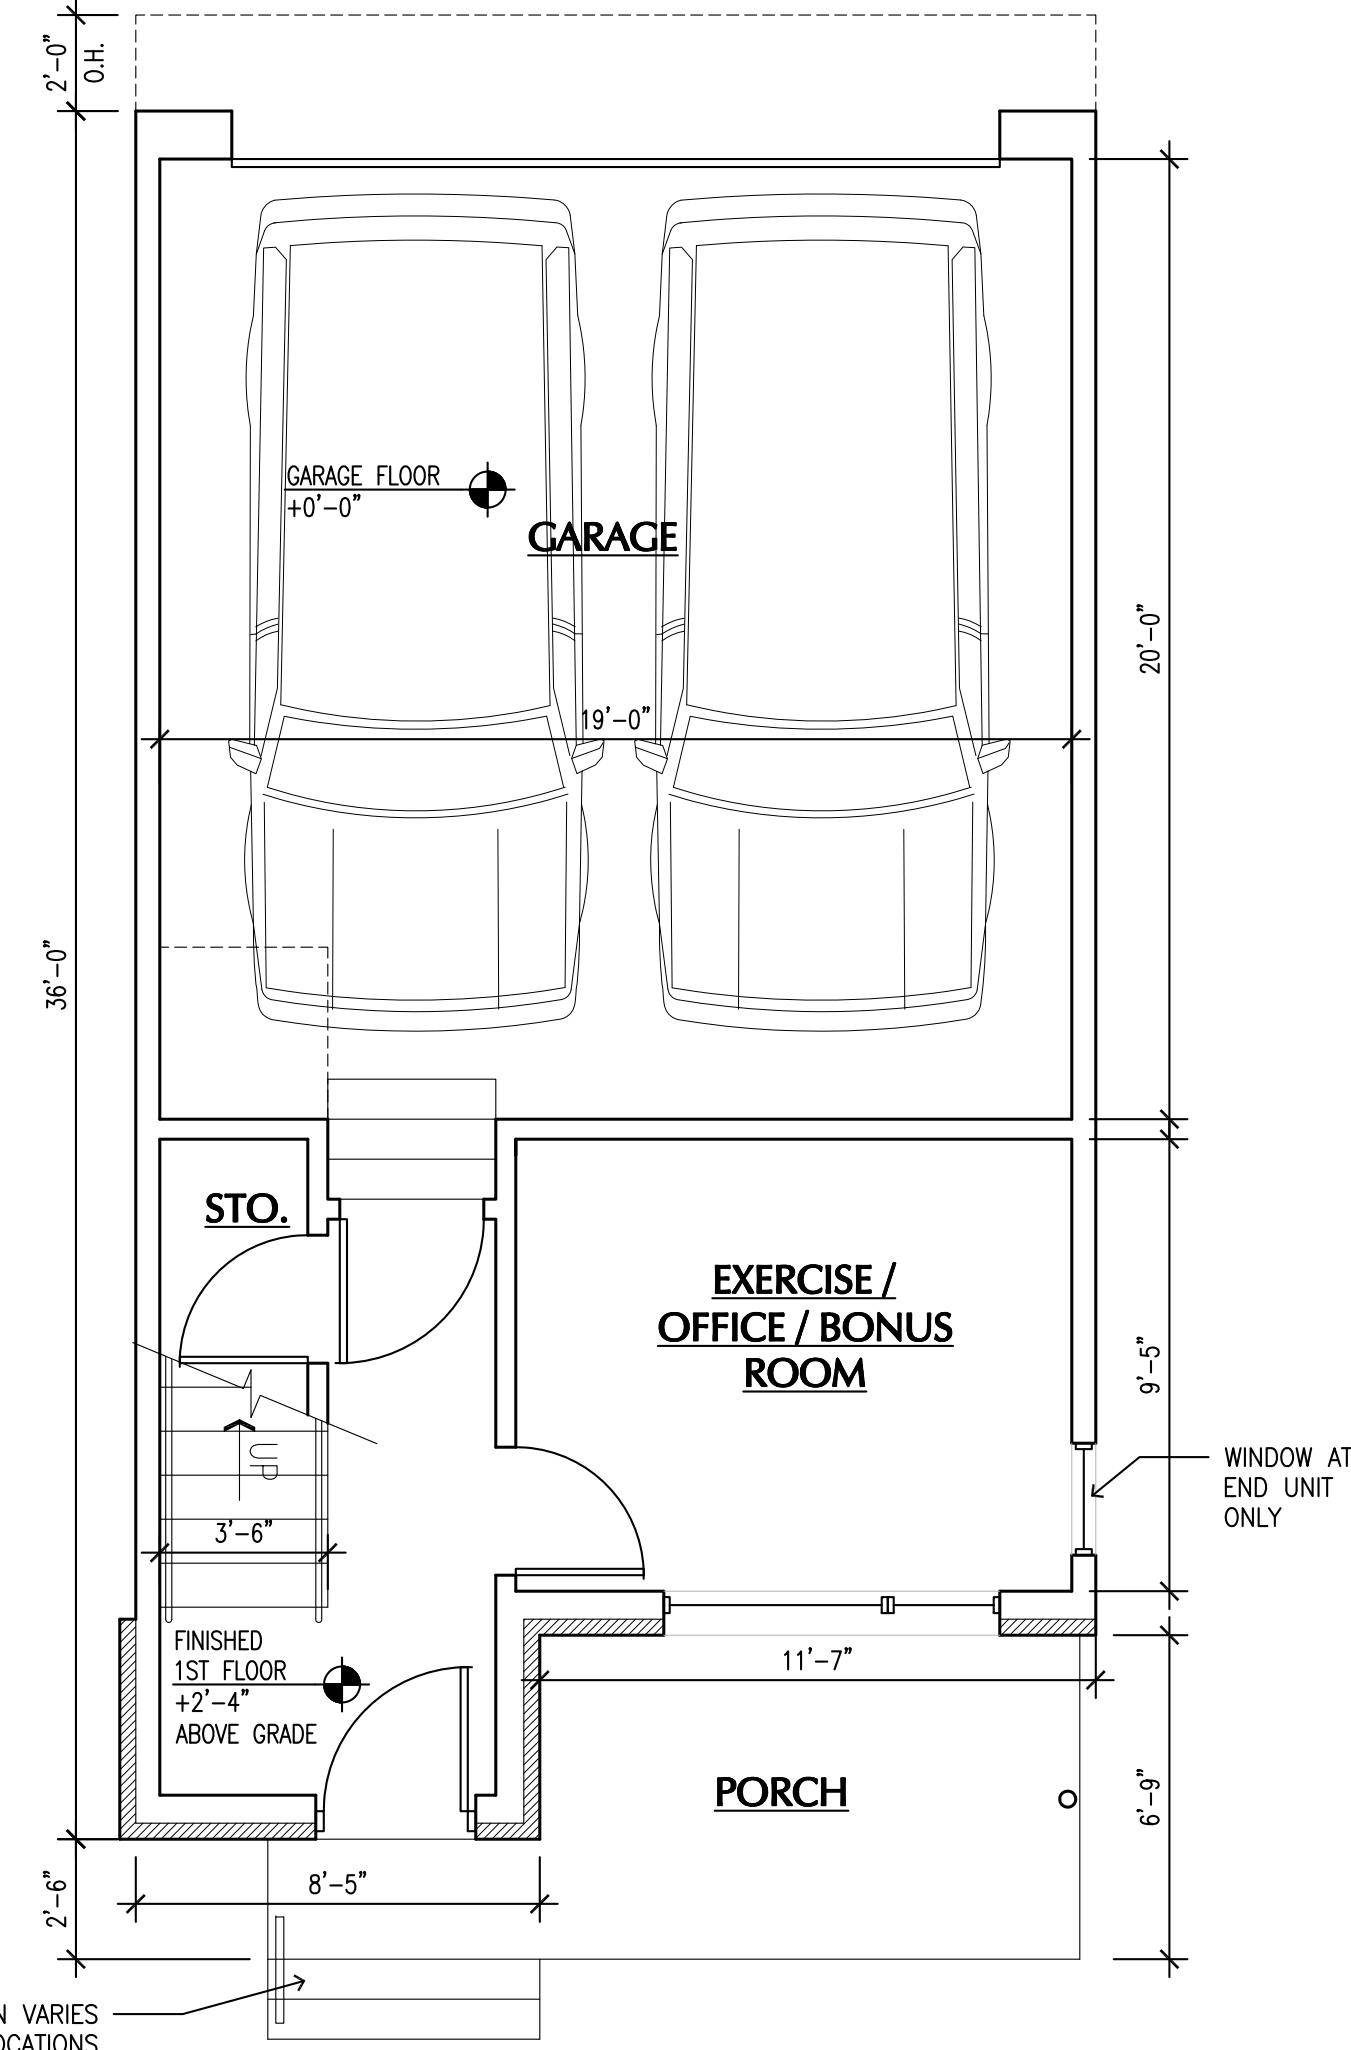 2'-0"
O.H.
GARAGE FLOOR
+0'-0"
GARAGE
20'-0"
19'-0"
36'-0"
STO.
EXERCISE /
OFFICE / BONUS
ROOM
9'-5"
UP
WINDOW AT
END UNIT
ONLY
3'-6"
FINISHED
1ST FLOOR
+2'-4"
ABOVE GRADE
11'-7"
PORCH
6'-9"
8'-5"
2'-6"
VARIES